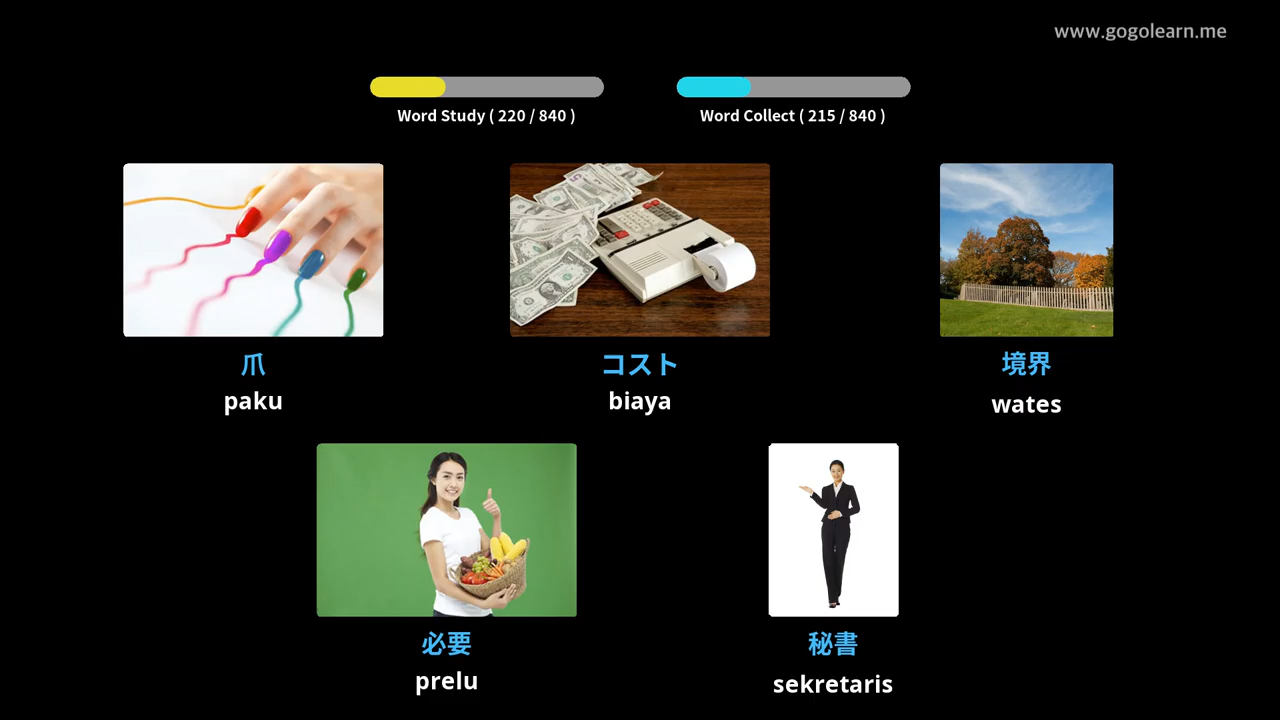 www.gogolearn.me
Word Study ( 220 / 840 )
Word Collect ( 215 / 840 )
爪
paku
コスト
biaya
境界
wates
必要
prelu
秘書
sekretaris